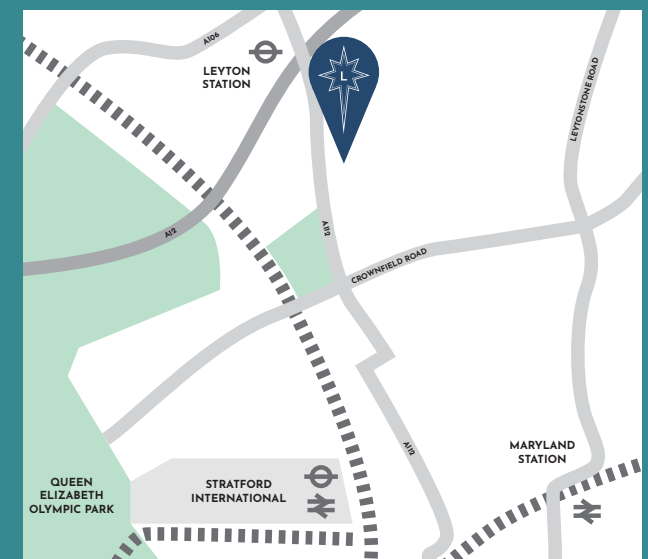 A106
LEYTON
STATION
L
LEYTONSTONE ROAD
A12
A112
CROWNFIELD ROAD
A112
MARYLAND
STATION
QUEEN
ELIZABETH
OLYMPIC PARK
STRATFORD
INTERNATIONAL